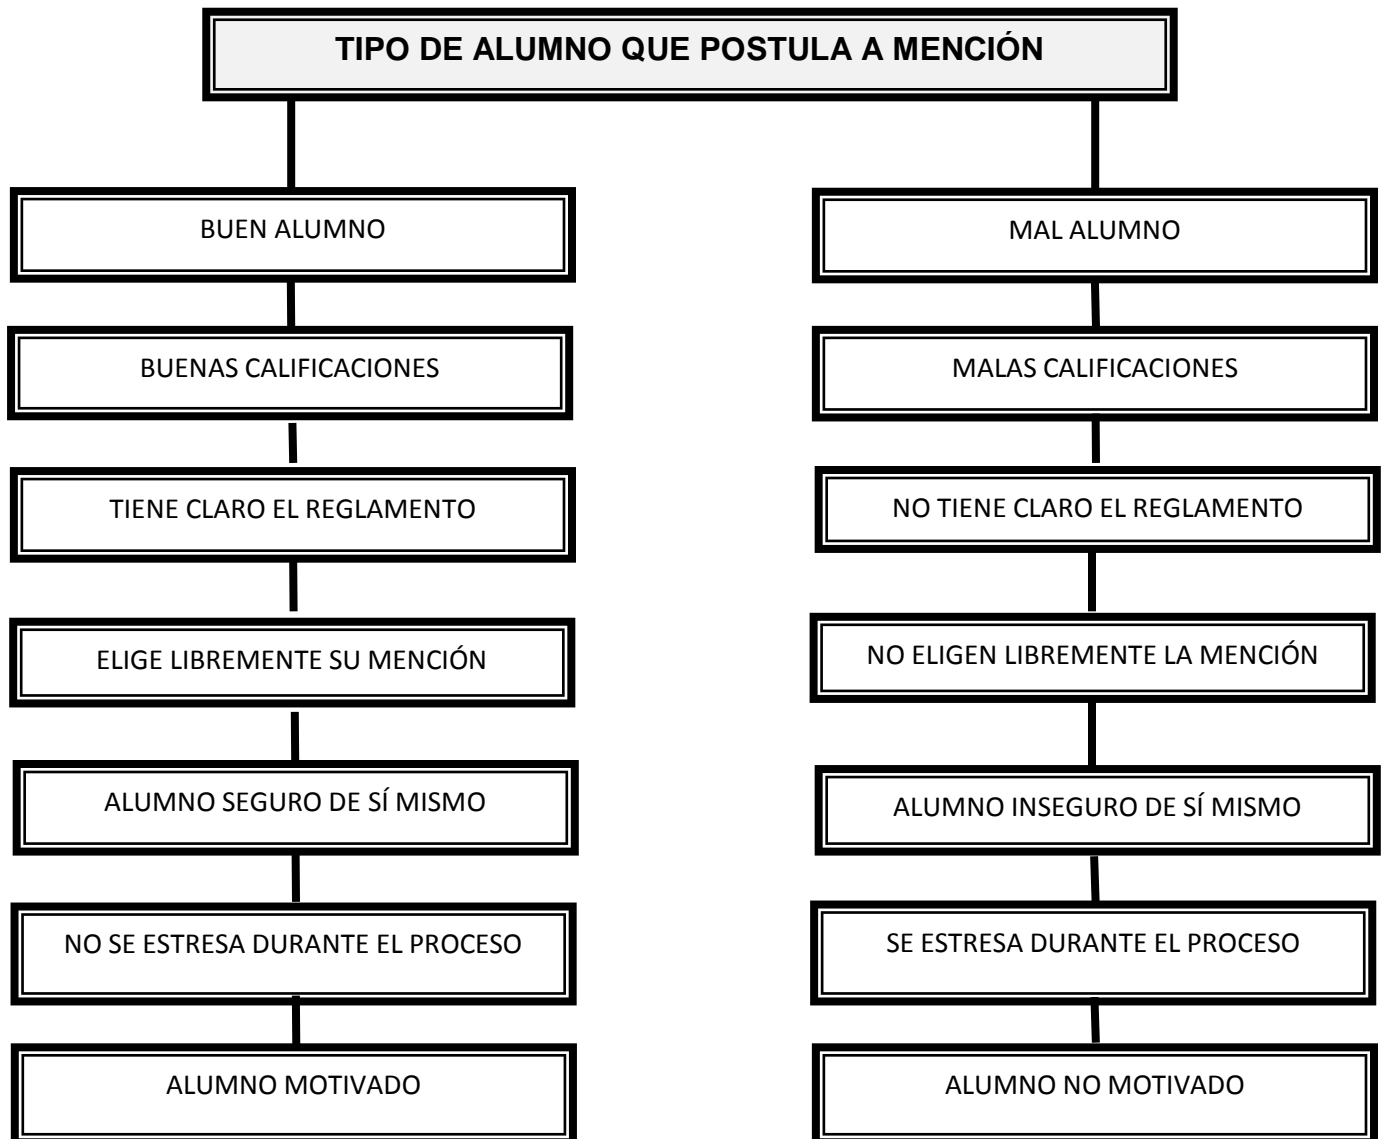 TIPO DE ALUMNO QUE POSTULA A MENCIÓN
BUEN ALUMNO
BUENAS CALIFICACIONES
TIENE CLARO EL REGLAMENTO
ELIGE LIBREMENTE SU MENCIÓN
ALUMNO SEGURO DE SÍ MISMO
NO SE ESTRESA DURANTE EL PROCESO
ALUMNO MOTIVADO
MAL ALUMNO
MALAS CALIFICACIONES
NO TIENE CLARO EL REGLAMENTO
NO ELIGEN LIBREMENTE LA MENCIÓN
ALUMNO INSEGURO DE SÍ MISMO
SE ESTRESA DURANTE EL PROCESO
ALUMNO NO MOTIVADO